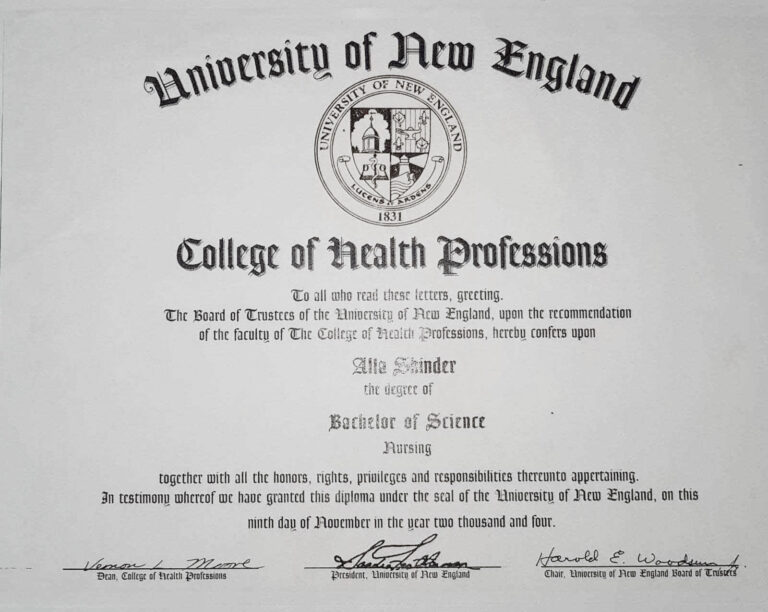 University of New England
UNIVERSITY OF NEW ENGLAND
LUCENS ARDENS
1831
College of Health Professions
To all who read these letters, greeting.
The Board of Trustees of the University of New England, upon the recommendation
of the faculty of The College of Health Professions, hereby confers upon
Alla Shinder
the degree of
Bachelor of Science
Nursing
together with all the honors, rights, privileges and responsibilities thereunto appertaining.
In testimony whereof we have granted this diploma under the seal of the University of New England, on this
ninth day of November in the year two thousand and four.
Vernon L Moore
Harold E. Woodsum Jr.
Dean, College of Health Professions
President, University of New England
Chair, University of New England Board of Trustees